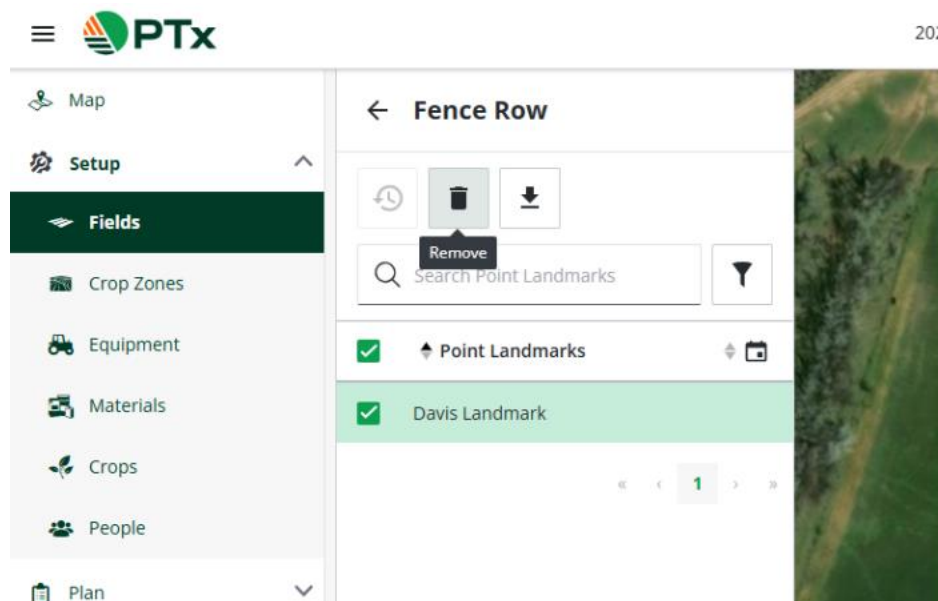 PTx
202
Map
Fence Row
Setup
Fields
Remove
Search Point Landmarks
Crop Zones
Equipment
Point Landmarks
Materials
Davis Landmark
Crops
« ‹ 1 › »
People
Plan